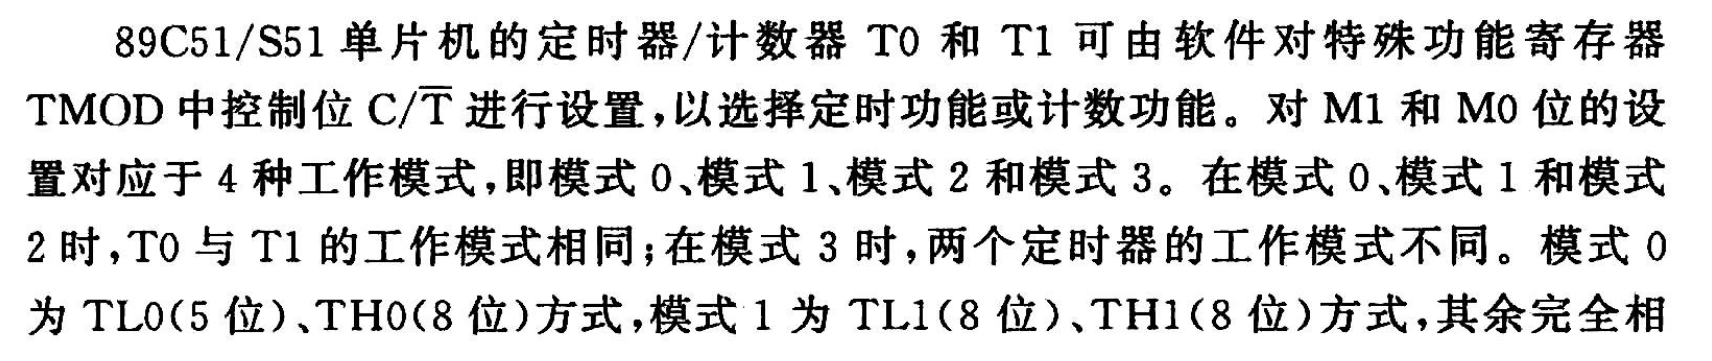 89C51/S51 单片机的定时器/计数器 T0 和 T1 可由软件对特殊功能寄存器
TMOD 中控制位 C/T̅ 进行设置,以选择定时功能或计数功能。对 M1 和 M0 位的设
置对应于 4 种工作模式,即模式 0、模式 1、模式 2 和模式 3。在模式 0、模式 1 和模式
2 时,T0 与 T1 的工作模式相同;在模式 3 时,两个定时器的工作模式不同。模式 0
为 TL0(5 位)、TH0(8 位)方式,模式 1 为 TL1(8 位)、TH1(8 位)方式,其余完全相